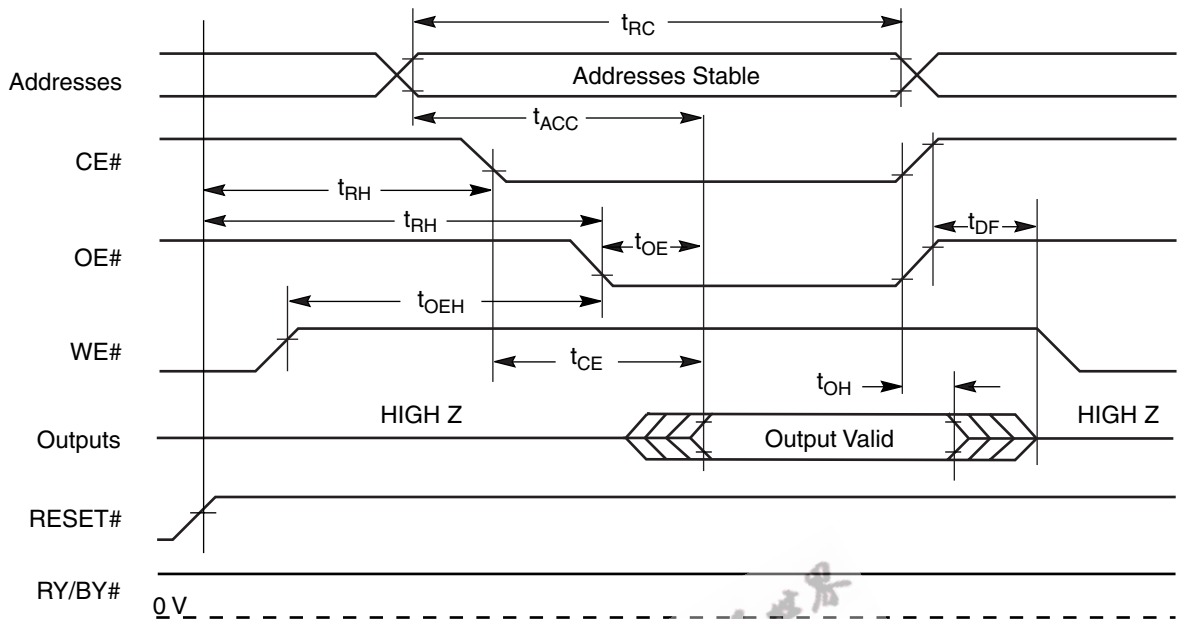 tRC
Addresses
Addresses Stable
tACC
CE#
tRH
tRH
tDF
OE#
tOE
tOEH
WE#
tCE
tOH
HIGH Z
HIGH Z
Outputs
Output Valid
RESET#
RY/BY#
0 V